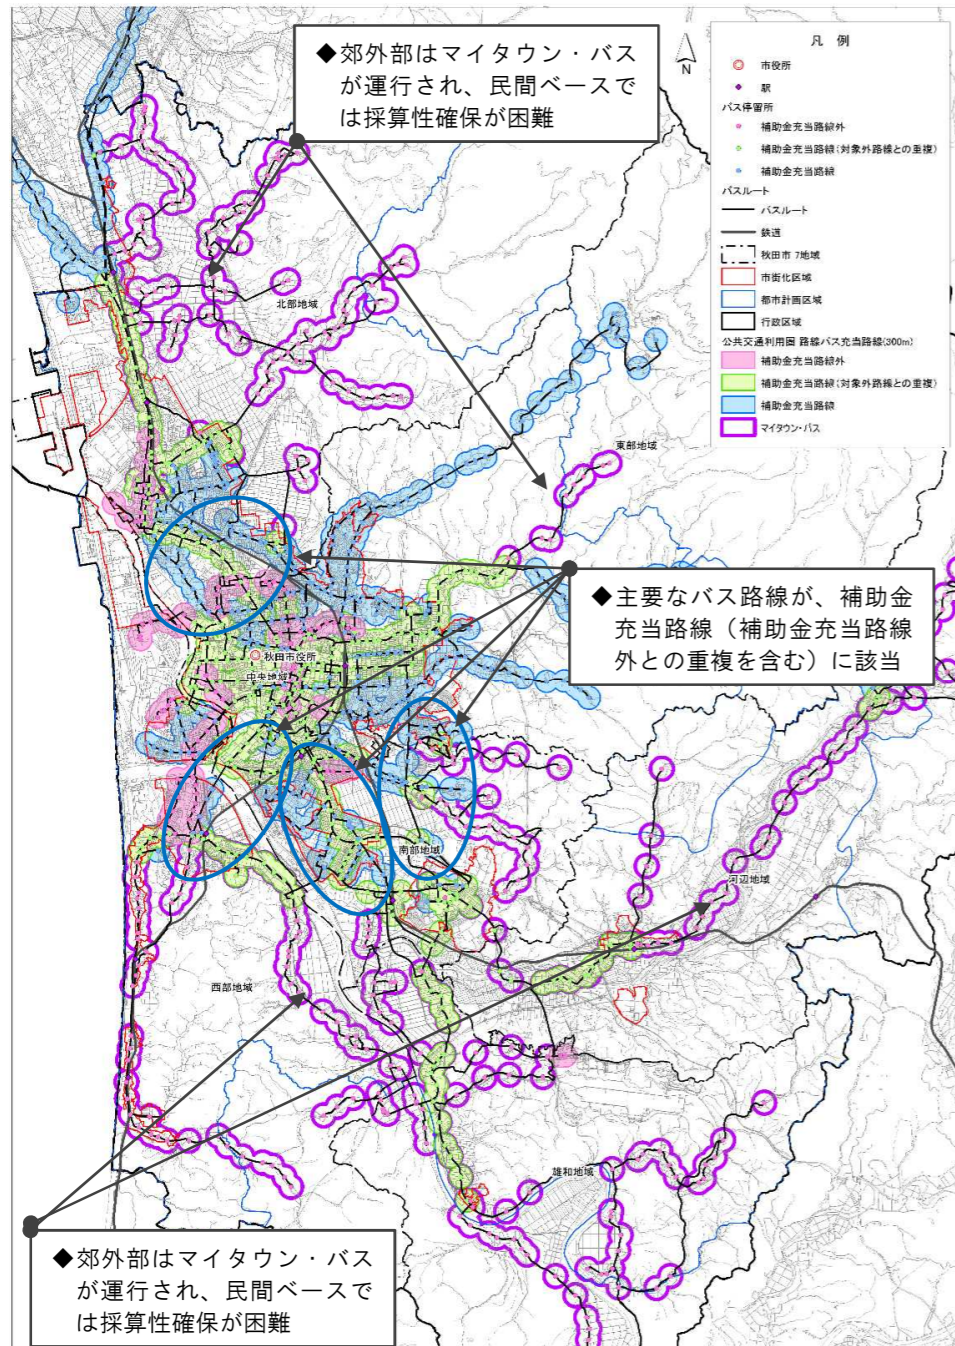 ◆郊外部はマイタウン・バス
が運行され、民間ベースで
は採算性確保が困難
N
凡 例
市役所
駅
バス停留所
補助金充当路線外
補助金充当路線(対象外路線との重複)
補助金充当路線
バスルート
バスルート
鉄道
秋田市 7地域
市街化区域
都市計画区域
行政区域
公共交通利用圏 路線バス充当路線(300m)
補助金充当路線外
補助金充当路線(対象外路線との重複)
補助金充当路線
マイタウン・バス
北部地域
東部地域
◆主要なバス路線が、補助金
充当路線（補助金充当路線
外との重複を含む）に該当
秋田市役所
中央地域
南部地域
河辺地域
西部地域
雄和地域
◆郊外部はマイタウン・バス
が運行され、民間ベースで
は採算性確保が困難